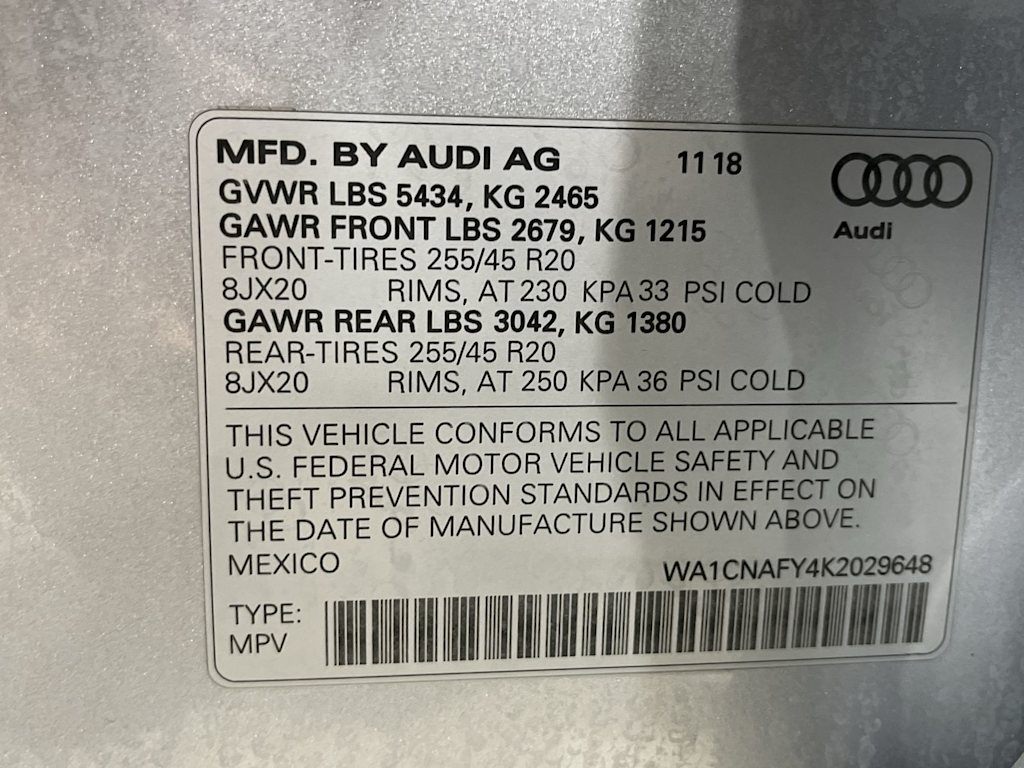 MFD. BY AUDI AG 11 18
GVWR LBS 5434, KG 2465
GAWR FRONT LBS 2679, KG 1215
Audi
FRONT-TIRES 255/45 R20
8JX20 RIMS, AT 230 KPA 33 PSI COLD
GAWR REAR LBS 3042, KG 1380
REAR-TIRES 255/45 R20
8JX20 RIMS, AT 250 KPA 36 PSI COLD
THIS VEHICLE CONFORMS TO ALL APPLICABLE
U.S. FEDERAL MOTOR VEHICLE SAFETY AND
THEFT PREVENTION STANDARDS IN EFFECT ON
THE DATE OF MANUFACTURE SHOWN ABOVE.
MEXICO WA1CNAFY4K2029648
TYPE:
MPV